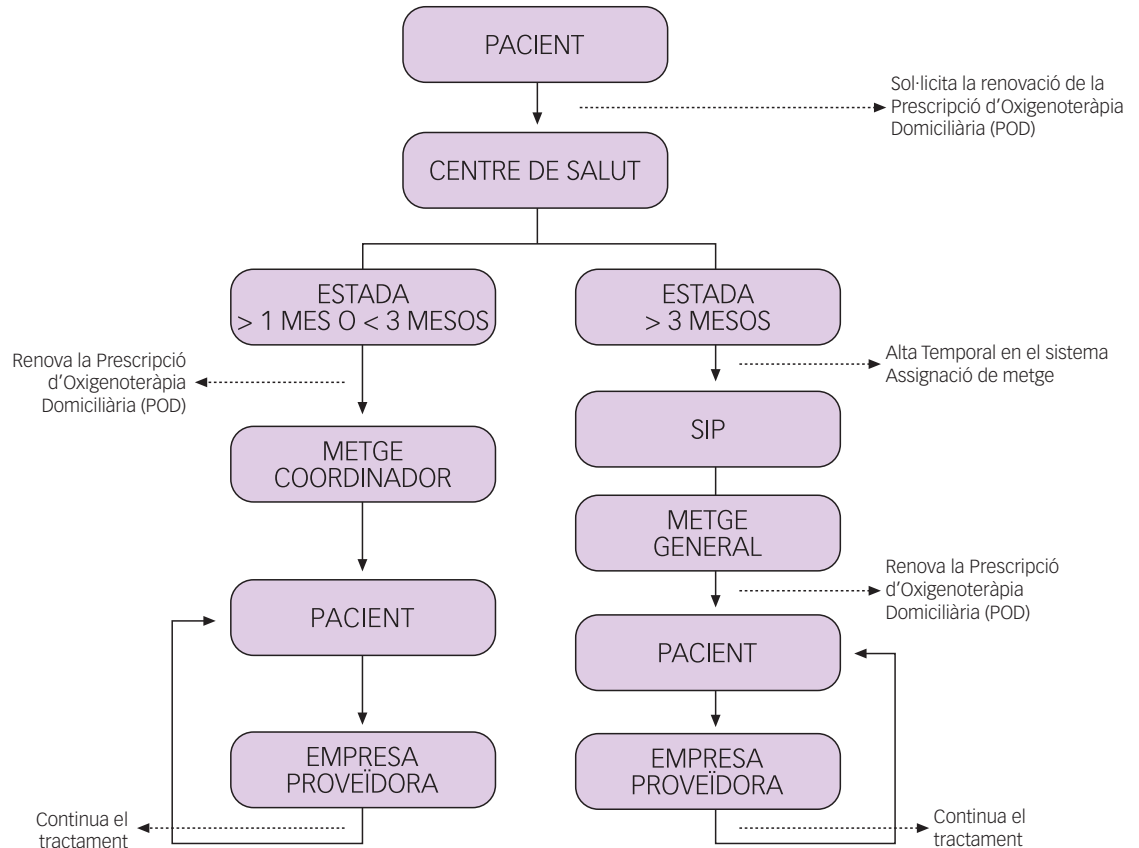 PACIENT
Sol·licita la renovació de la
Prescripció d'Oxigenoteràpia
Domiciliària (POD)
CENTRE DE SALUT
ESTADA
> 1 MES O < 3 MESOS
ESTADA
> 3 MESOS
Renova la Prescripció
d'Oxigenoteràpia
Domiciliària (POD)
Alta Temporal en el sistema
Assignació de metge
METGE
COORDINADOR
SIP
METGE
GENERAL
Renova la Prescripció
d'Oxigenoteràpia
Domiciliària (POD)
PACIENT
PACIENT
EMPRESA
PROVEÏDORA
EMPRESA
PROVEÏDORA
Continua el
tractament
Continua el
tractament